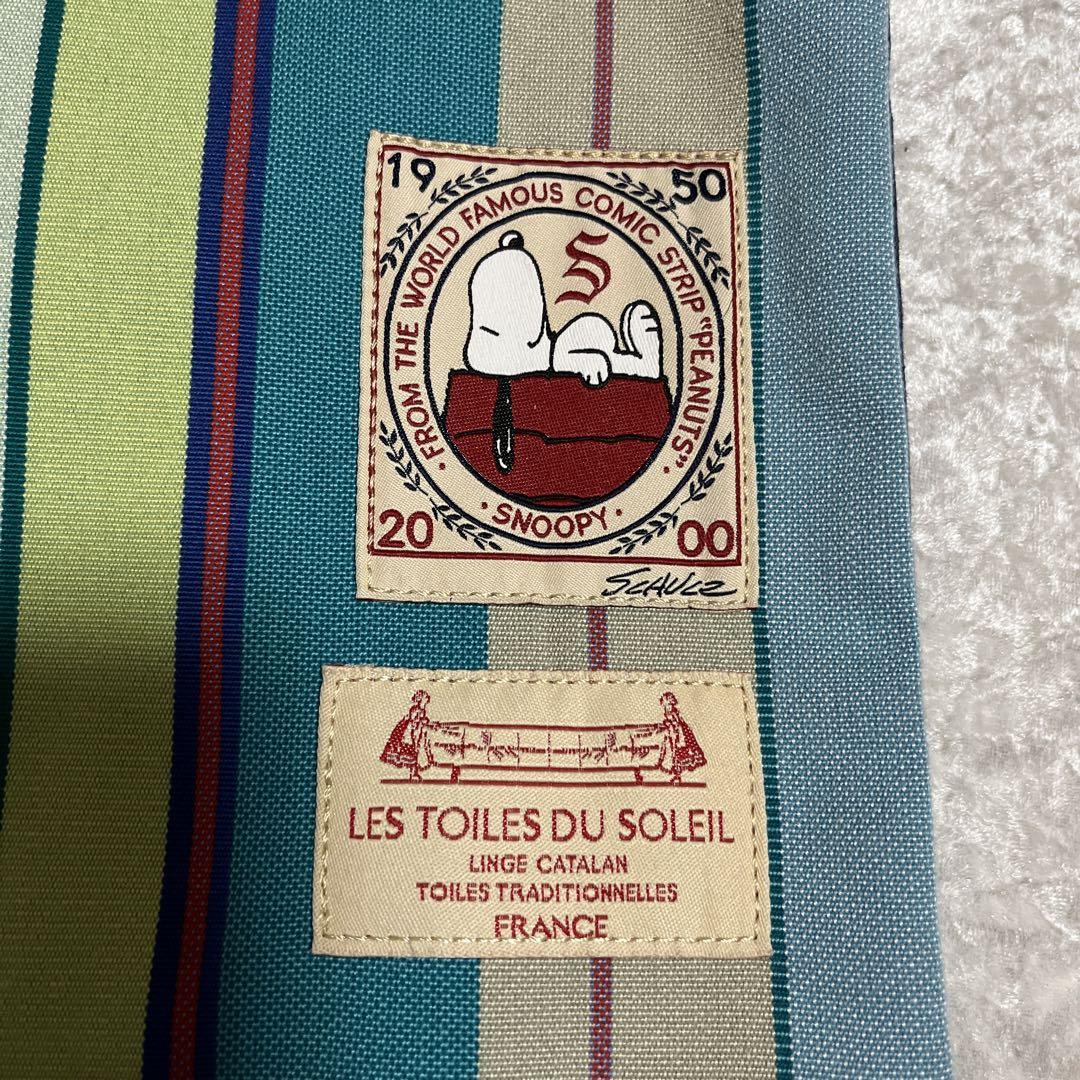 19 50
S
· FROM THE WORLD FAMOUS COMIC STRIP "PEANUTS" ·
SNOOPY
20 00
SCHULZ
LES TOILES DU SOLEIL
LINGE CATALAN
TOILES TRADITIONNELLES
FRANCE